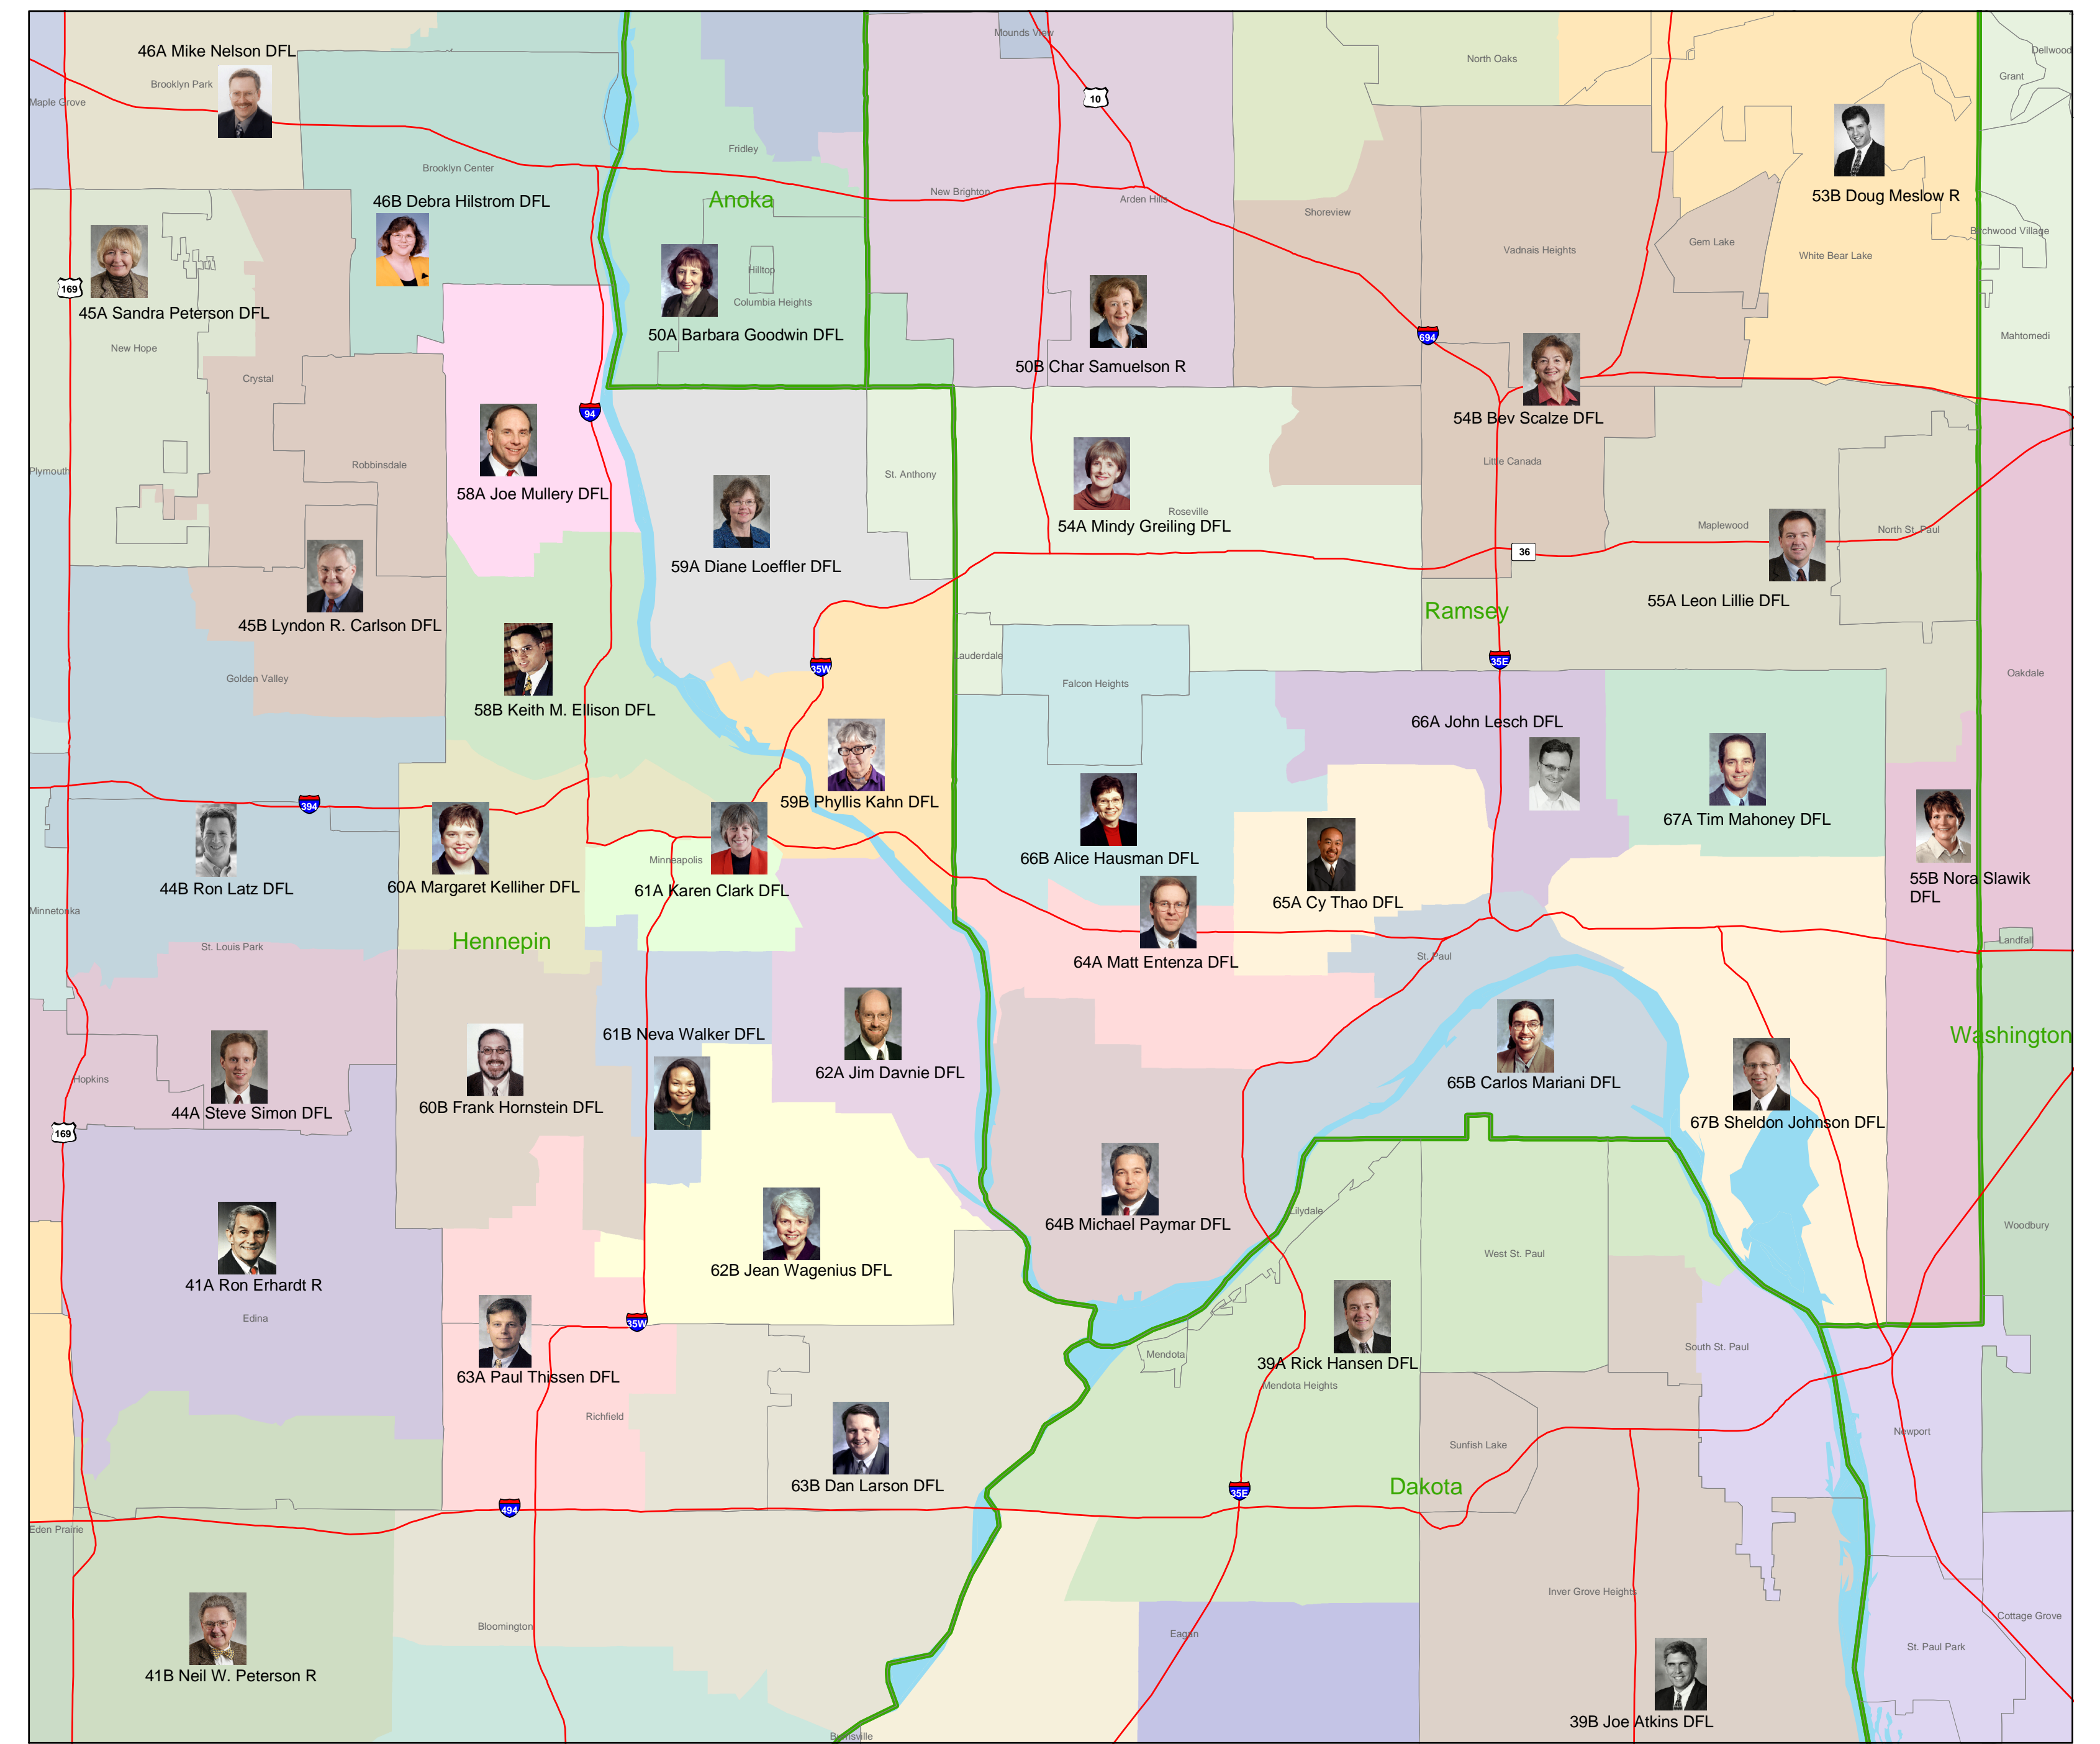 46A Mike Nelson DFL
Mounds View
Dellwood
North Oaks
Grant
Brooklyn Park
Maple Grove
10
Fridley
Brooklyn Center
46B Debra Hilstrom DFL
Anoka
New Brighton
Arden Hills
53B Doug Meslow R
Shoreview
Birchwood Village
Gem Lake
Vadnais Heights
White Bear Lake
Hilltop
169
Columbia Heights
45A Sandra Peterson DFL
50A Barbara Goodwin DFL
694
Mahtomedi
New Hope
50B Char Samuelson R
Crystal
94
54B Bev Scalze DFL
Robbinsdale
Plymouth
St. Anthony
Little Canada
58A Joe Mullery DFL
Roseville
54A Mindy Greiling DFL
Maplewood
North St. Paul
36
59A Diane Loeffler DFL
55A Leon Lillie DFL
Ramsey
45B Lyndon R. Carlson DFL
Lauderdale
35W
35E
Golden Valley
Falcon Heights
Oakdale
58B Keith M. Ellison DFL
66A John Lesch DFL
394
59B Phyllis Kahn DFL
67A Tim Mahoney DFL
Minneapolis
66B Alice Hausman DFL
44B Ron Latz DFL
60A Margaret Kelliher DFL
61A Karen Clark DFL
55B Nora Slawik
DFL
65A Cy Thao DFL
Minnetonka
Hennepin
St. Louis Park
Landfall
St. Paul
64A Matt Entenza DFL
61B Neva Walker DFL
Washington
62A Jim Davnie DFL
Hopkins
65B Carlos Mariani DFL
44A Steve Simon DFL
60B Frank Hornstein DFL
67B Sheldon Johnson DFL
169
Lilydale
64B Michael Paymar DFL
Woodbury
West St. Paul
62B Jean Wagenius DFL
41A Ron Erhardt R
Edina
35W
South St. Paul
Mendota
39A Rick Hansen DFL
63A Paul Thissen DFL
Mendota Heights
Richfield
Newport
Sunfish Lake
63B Dan Larson DFL
Dakota
35E
494
Eden Prairie
Inver Grove Heights
Cottage Grove
Bloomington
Eagan
St. Paul Park
41B Neil W. Peterson R
39B Joe Atkins DFL
Burnsville